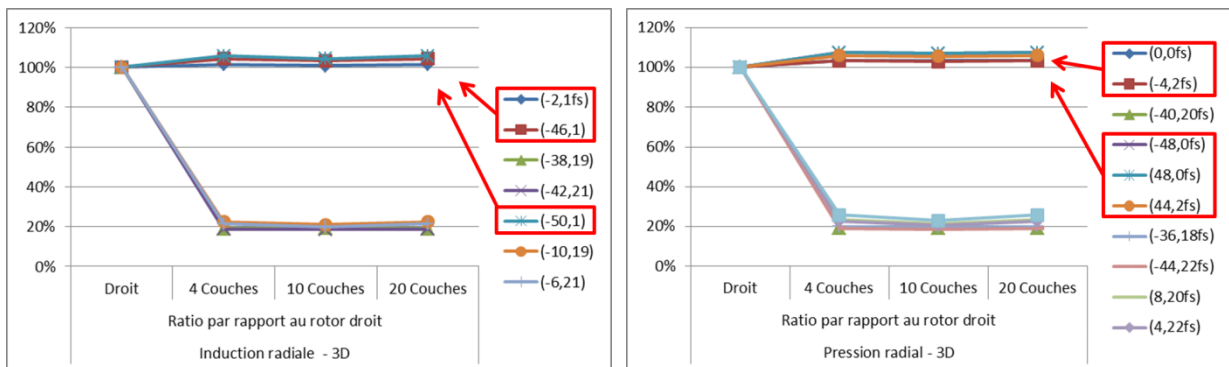 120%
100%
80%
60%
40%
20%
0%
Droit
4 Couches
10 Couches
20 Couches
Ratio par rapport au rotor droit
Induction radiale - 3D
(-2,1fs)
(-46,1)
(-38,19)
(-42,21)
(-50,1)
(-10,19)
(-6,21)
120%
100%
80%
60%
40%
20%
0%
Droit
4 Couches
10 Couches
20 Couches
Ratio par rapport au rotor droit
Pression radial - 3D
(0,0fs)
(-4,2fs)
(-40,20fs)
(-48,0fs)
(48,0fs)
(44,2fs)
(-36,18fs)
(-44,22fs)
(8,20fs)
(4,22fs)